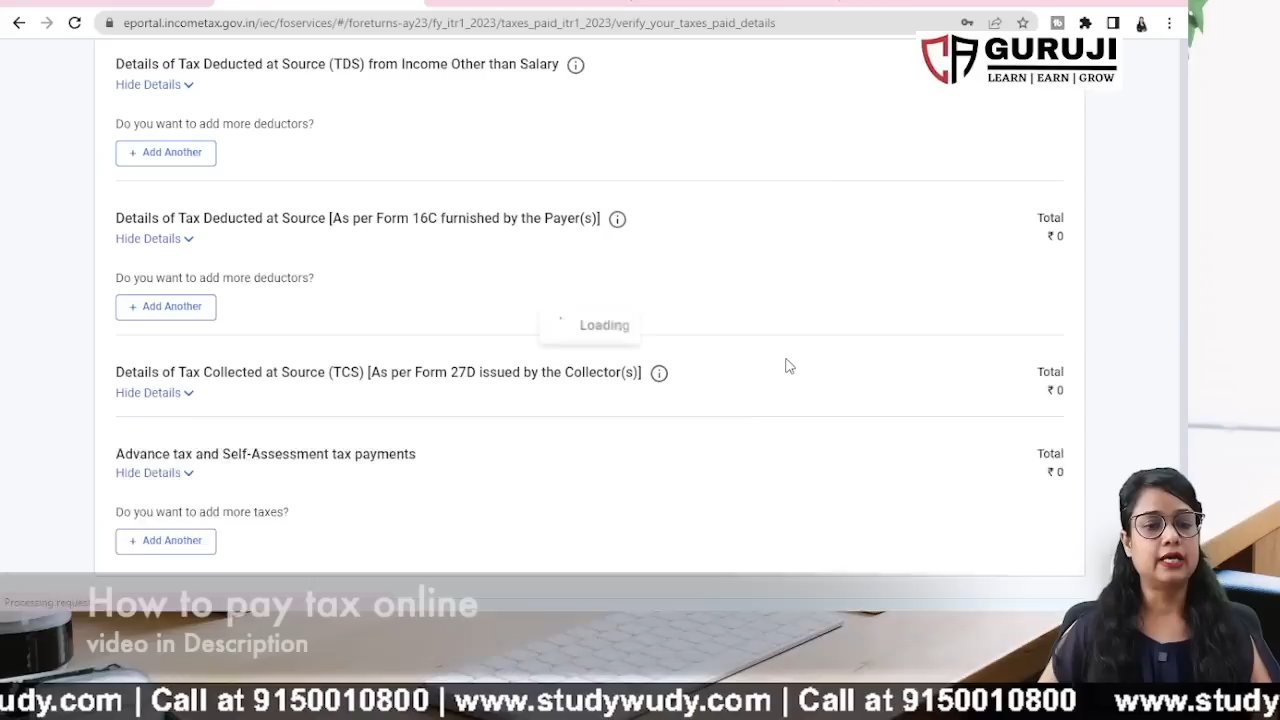 eportal.incometax.gov.in/iec/foservices/#/foreturns-ay23/fy_itr1_2023/taxes_paid_itr1_2023/verify_your_taxes_paid_details
CA GURUJI
LEARN | EARN | GROW
Details of Tax Deducted at Source (TDS) from Income Other than Salary
Hide Details
Do you want to add more deductors?
+ Add Another
Details of Tax Deducted at Source [As per Form 16C furnished by the Payer(s)]
Total
Hide Details
₹ 0
Do you want to add more deductors?
+ Add Another
Loading
Details of Tax Collected at Source (TCS) [As per Form 27D issued by the Collector(s)]
Total
Hide Details
₹ 0
Advance tax and Self-Assessment tax payments
Total
Hide Details
₹ 0
Do you want to add more taxes?
+ Add Another
Processing reques
How to pay tax online
video in Description
udy.com | Call at 9150010800 | www.studywudy.com | Call at 9150010800 www.study